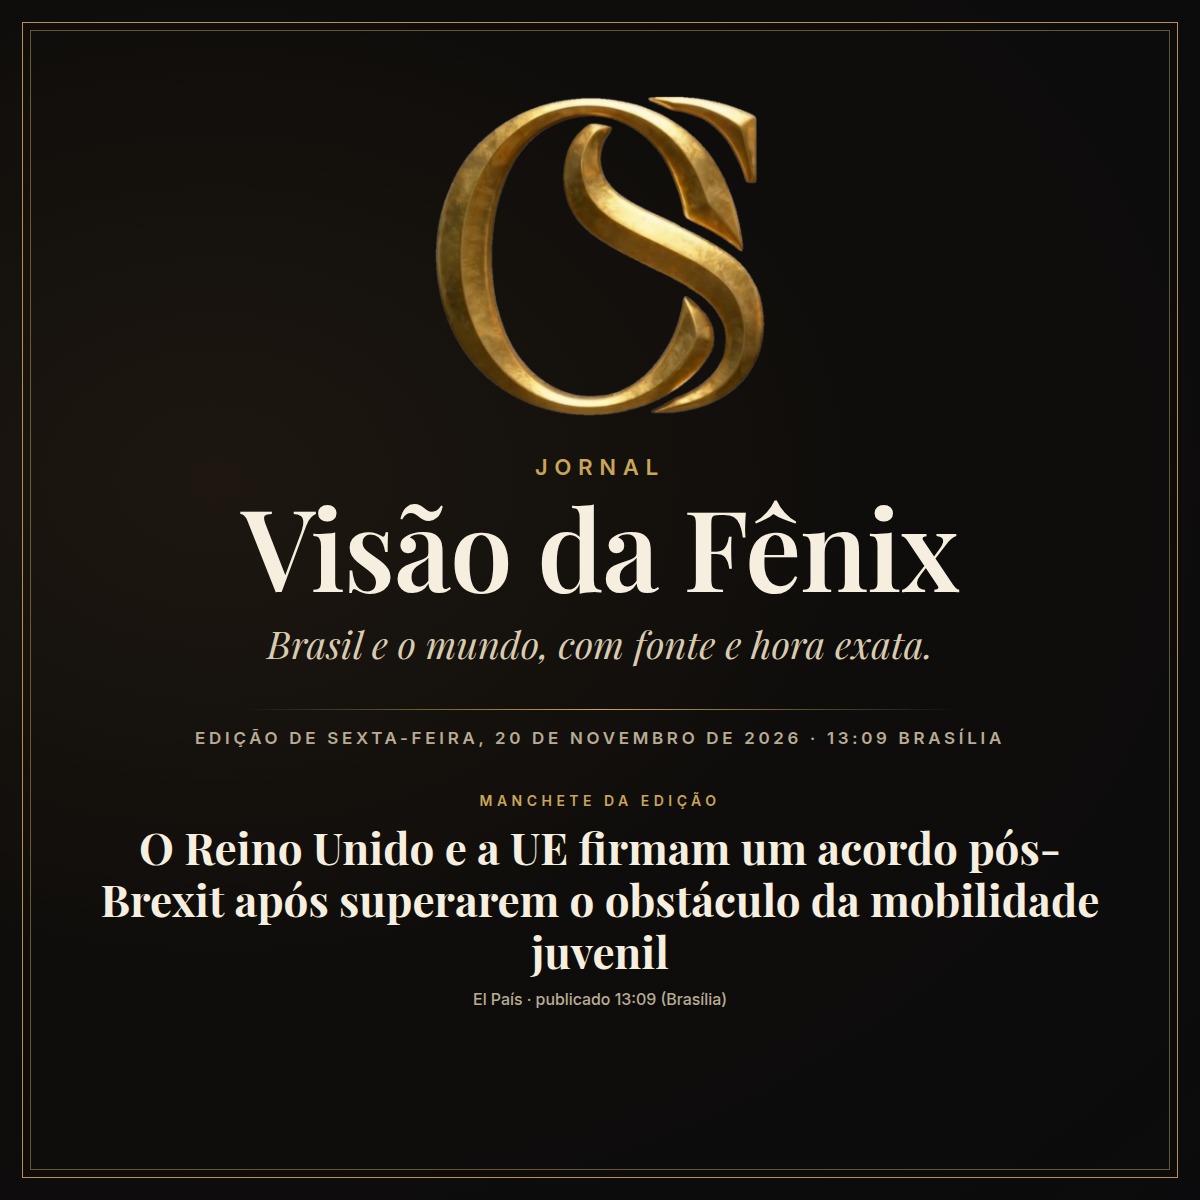 CS
JORNAL
Visão da Fênix
Brasil e o mundo, com fonte e hora exata.
EDIÇÃO DE SEXTA-FEIRA, 20 DE NOVEMBRO DE 2026 · 13:09 BRASÍLIA
MANCHETE DA EDIÇÃO
O Reino Unido e a UE firmam um acordo pós-
Brexit após superarem o obstáculo da mobilidade
juvenil
El País · publicado 13:09 (Brasília)